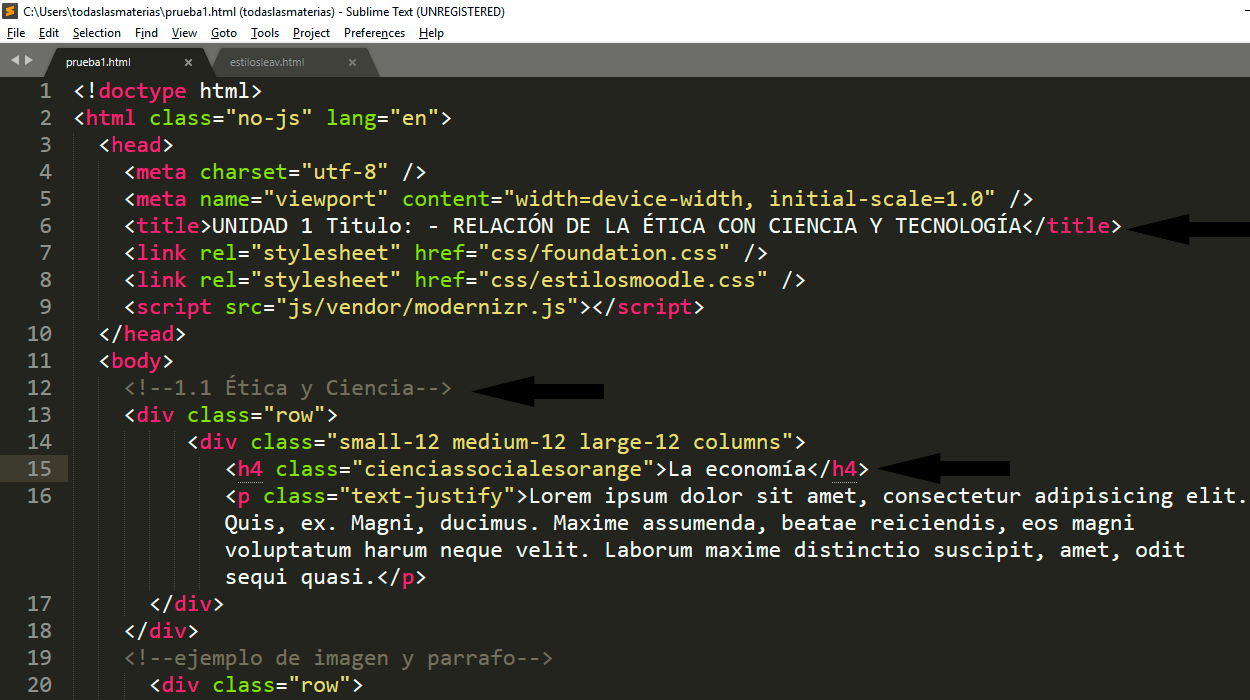 C:\Users\todaslasmaterias\prueba1.html (todaslasmaterias) - Sublime Text (UNREGISTERED)
File Edit Selection Find View Goto Tools Project Preferences Help
prueba1.html × estilosleav.html ×
1 <!doctype html>
2 <html class="no-js" lang="en">
3 <head>
4 <meta charset="utf-8" />
5 <meta name="viewport" content="width=device-width, initial-scale=1.0" />
6 <title>UNIDAD 1 Titulo: - RELACIÓN DE LA ÉTICA CON CIENCIA Y TECNOLOGÍA</title>
7 <link rel="stylesheet" href="css/foundation.css" />
8 <link rel="stylesheet" href="css/estilosmoodle.css" />
9 <script src="js/vendor/modernizr.js"></script>
10 </head>
11 <body>
12 <!--1.1 Ética y Ciencia-->
13 <div class="row">
14 <div class="small-12 medium-12 large-12 columns">
15 <h4 class="cienciassocialesorange">La economía</h4>
16 <p class="text-justify">Lorem ipsum dolor sit amet, consectetur adipisicing elit.
Quis, ex. Magni, ducimus. Maxime assumenda, beatae reiciendis, eos magni
voluptatum harum neque velit. Laborum maxime distinctio suscipit, amet, odit
sequi quasi.</p>
17 </div>
18 </div>
19 <!--ejemplo de imagen y parrafo-->
20 <div class="row">